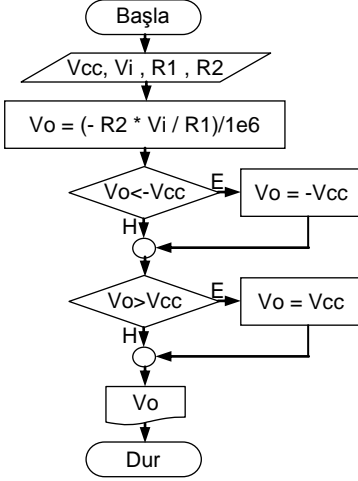 Başla
Vcc, Vi , R1 , R2
Vo = (- R2 * Vi / R1)/1e6
Vo<-Vcc
E
Vo = -Vcc
H
Vo>Vcc
E
Vo = Vcc
H
Vo
Dur